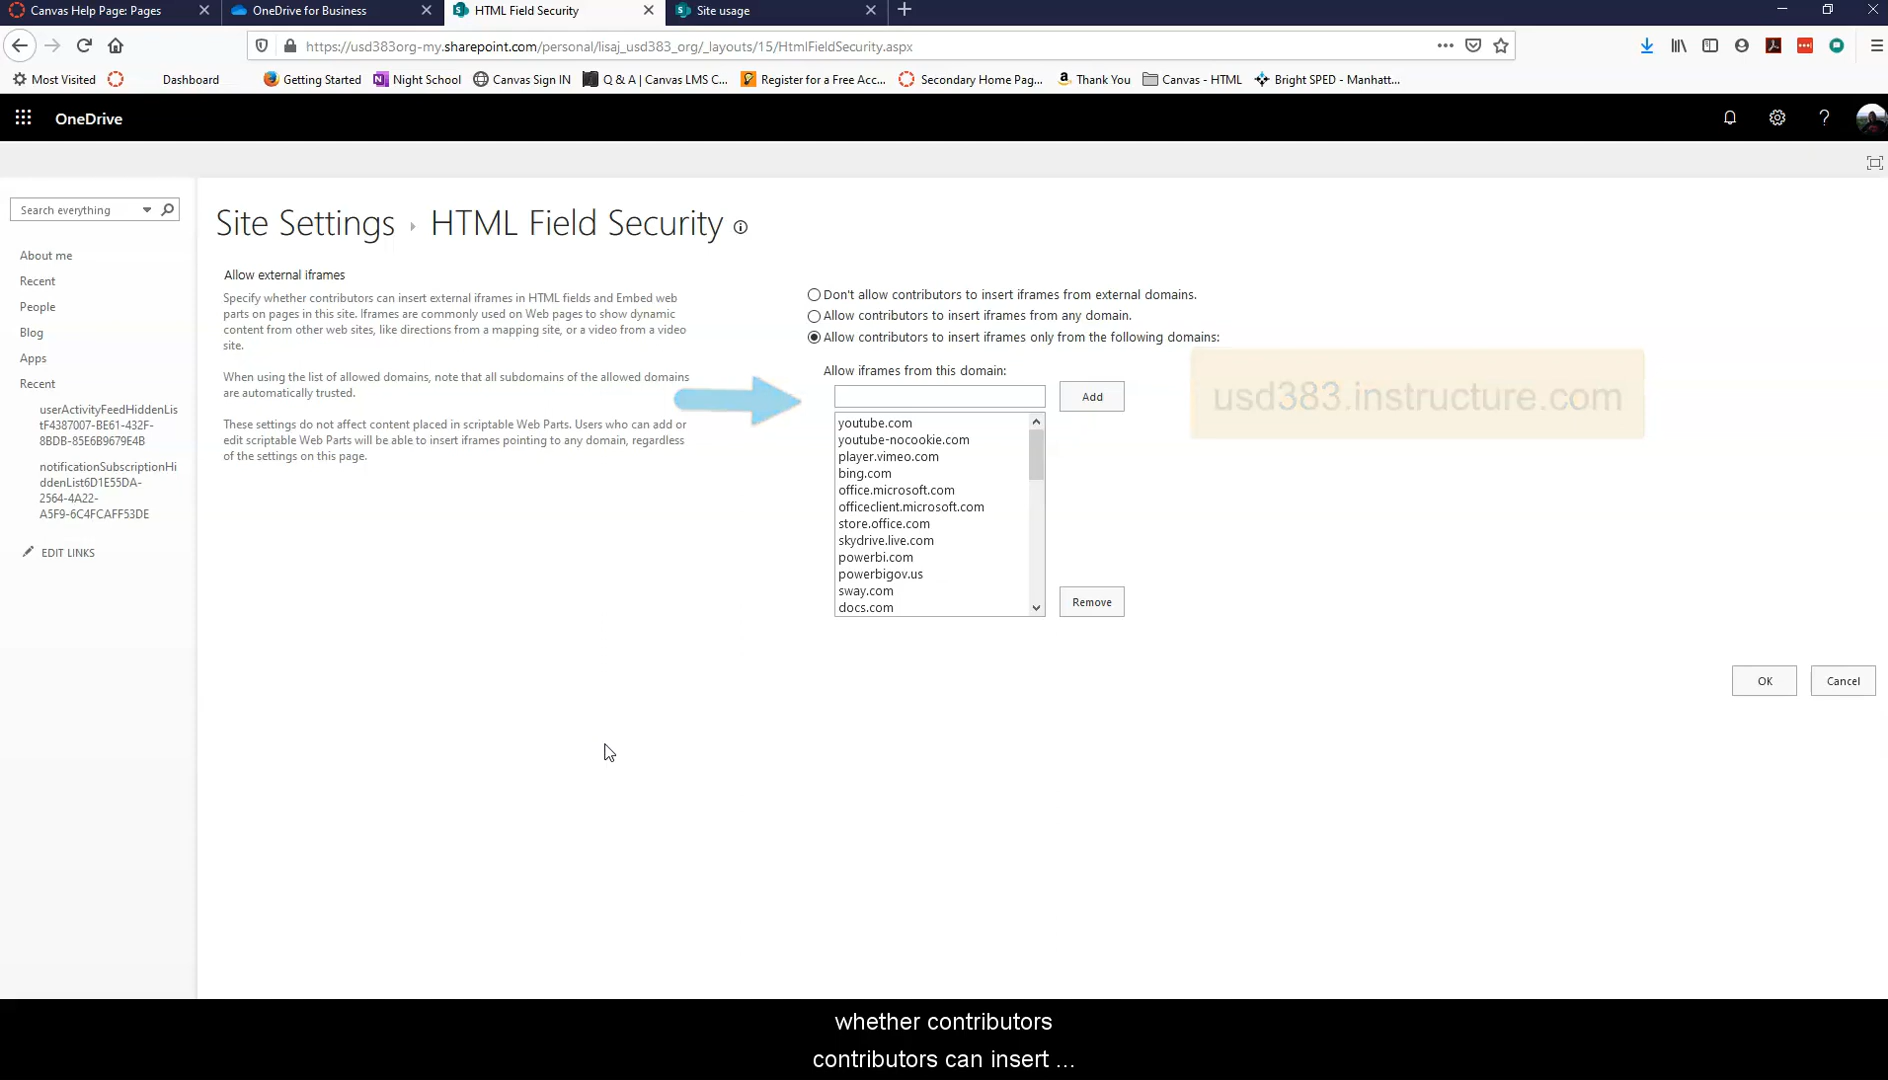 Canvas Help Page: Pages
OneDrive for Business
HTML Field Security
Site usage
https://usd383org-my.sharepoint.com/personal/lisaj_usd383_org/_layouts/15/HtmlFieldSecurity.aspx
Most Visited
Dashboard
Getting Started
Night School
Canvas Sign IN
Q & A | Canvas LMS C...
Register for a Free Acc...
Secondary Home Pag...
Thank You
Canvas - HTML
Bright SPED - Manhatt...
OneDrive
Search everything
About me
Recent
People
Blog
Apps
Recent
userActivityFeedHiddenLis
tF4387007-BE61-432F-
8BDB-85E6B9679E4B
notificationSubscriptionHi
ddenList6D1E55DA-
2564-4A22-
A5F9-6C4FCAFF53DE
EDIT LINKS
Site Settings ▸ HTML Field Security
Allow external iframes
Specify whether contributors can insert external iframes in HTML fields and Embed web
parts on pages in this site. Iframes are commonly used on Web pages to show dynamic
content from other web sites, like directions from a mapping site, or a video from a video
site.
When using the list of allowed domains, note that all subdomains of the allowed domains
are automatically trusted.
These settings do not affect content placed in scriptable Web Parts. Users who can add or
edit scriptable Web Parts will be able to insert iframes pointing to any domain, regardless
of the settings on this page.
Don't allow contributors to insert iframes from external domains.
Allow contributors to insert iframes from any domain.
Allow contributors to insert iframes only from the following domains:
Allow iframes from this domain:
Add
usd383.instructure.com
youtube.com
youtube-nocookie.com
player.vimeo.com
bing.com
office.microsoft.com
officeclient.microsoft.com
store.office.com
skydrive.live.com
powerbi.com
powerbigov.us
sway.com
docs.com
Remove
OK
Cancel
whether contributors
contributors can insert ...